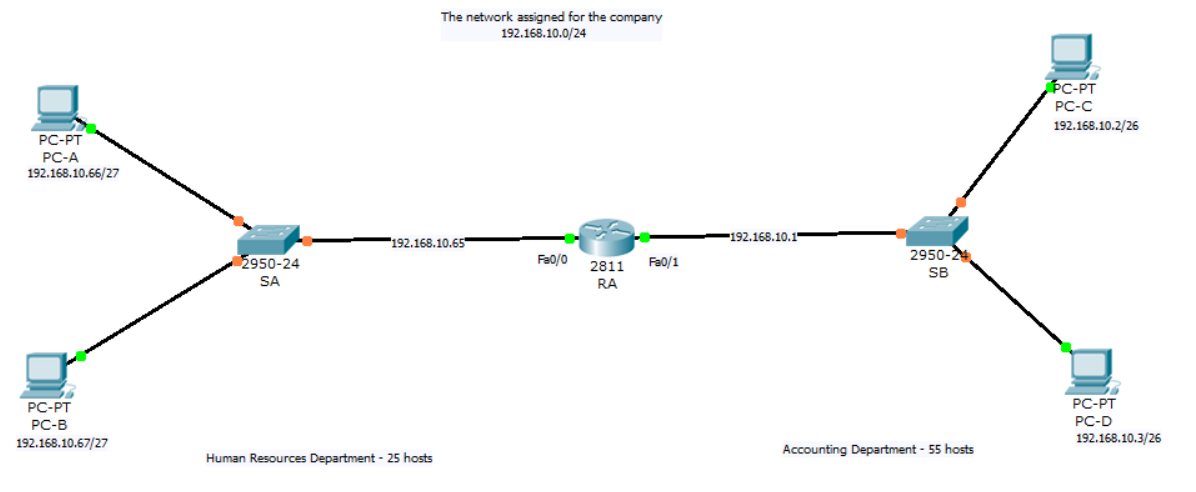 The network assigned for the company
192.168.10.0/24
PC-PT
PC-A
192.168.10.66/27
PC-PT
PC-C
192.168.10.2/26
2950-24
SA
192.168.10.65
Fa0/0
2811
RA
Fa0/1
192.168.10.1
2950-24
SB
PC-PT
PC-B
192.168.10.67/27
PC-PT
PC-D
192.168.10.3/26
Human Resources Department - 25 hosts
Accounting Department - 55 hosts